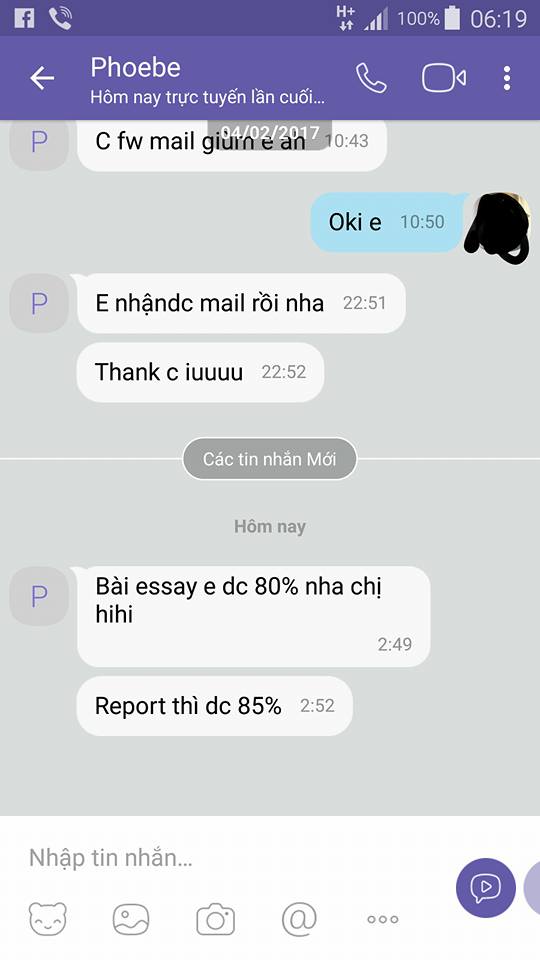 H+
100%
06:19
Phoebe
Hôm nay trực tuyến lần cuối...
04/02/2017
C fw mail giùm e ân 10:43
Oki e 10:50
P
E nhậndc mail rồi nha 22:51
Thank c iuuuu 22:52
Các tin nhắn Mới
Hôm nay
P
Bài essay e dc 80% nha chị
hihi
2:49
Report thì dc 85% 2:52
Nhập tin nhắn...